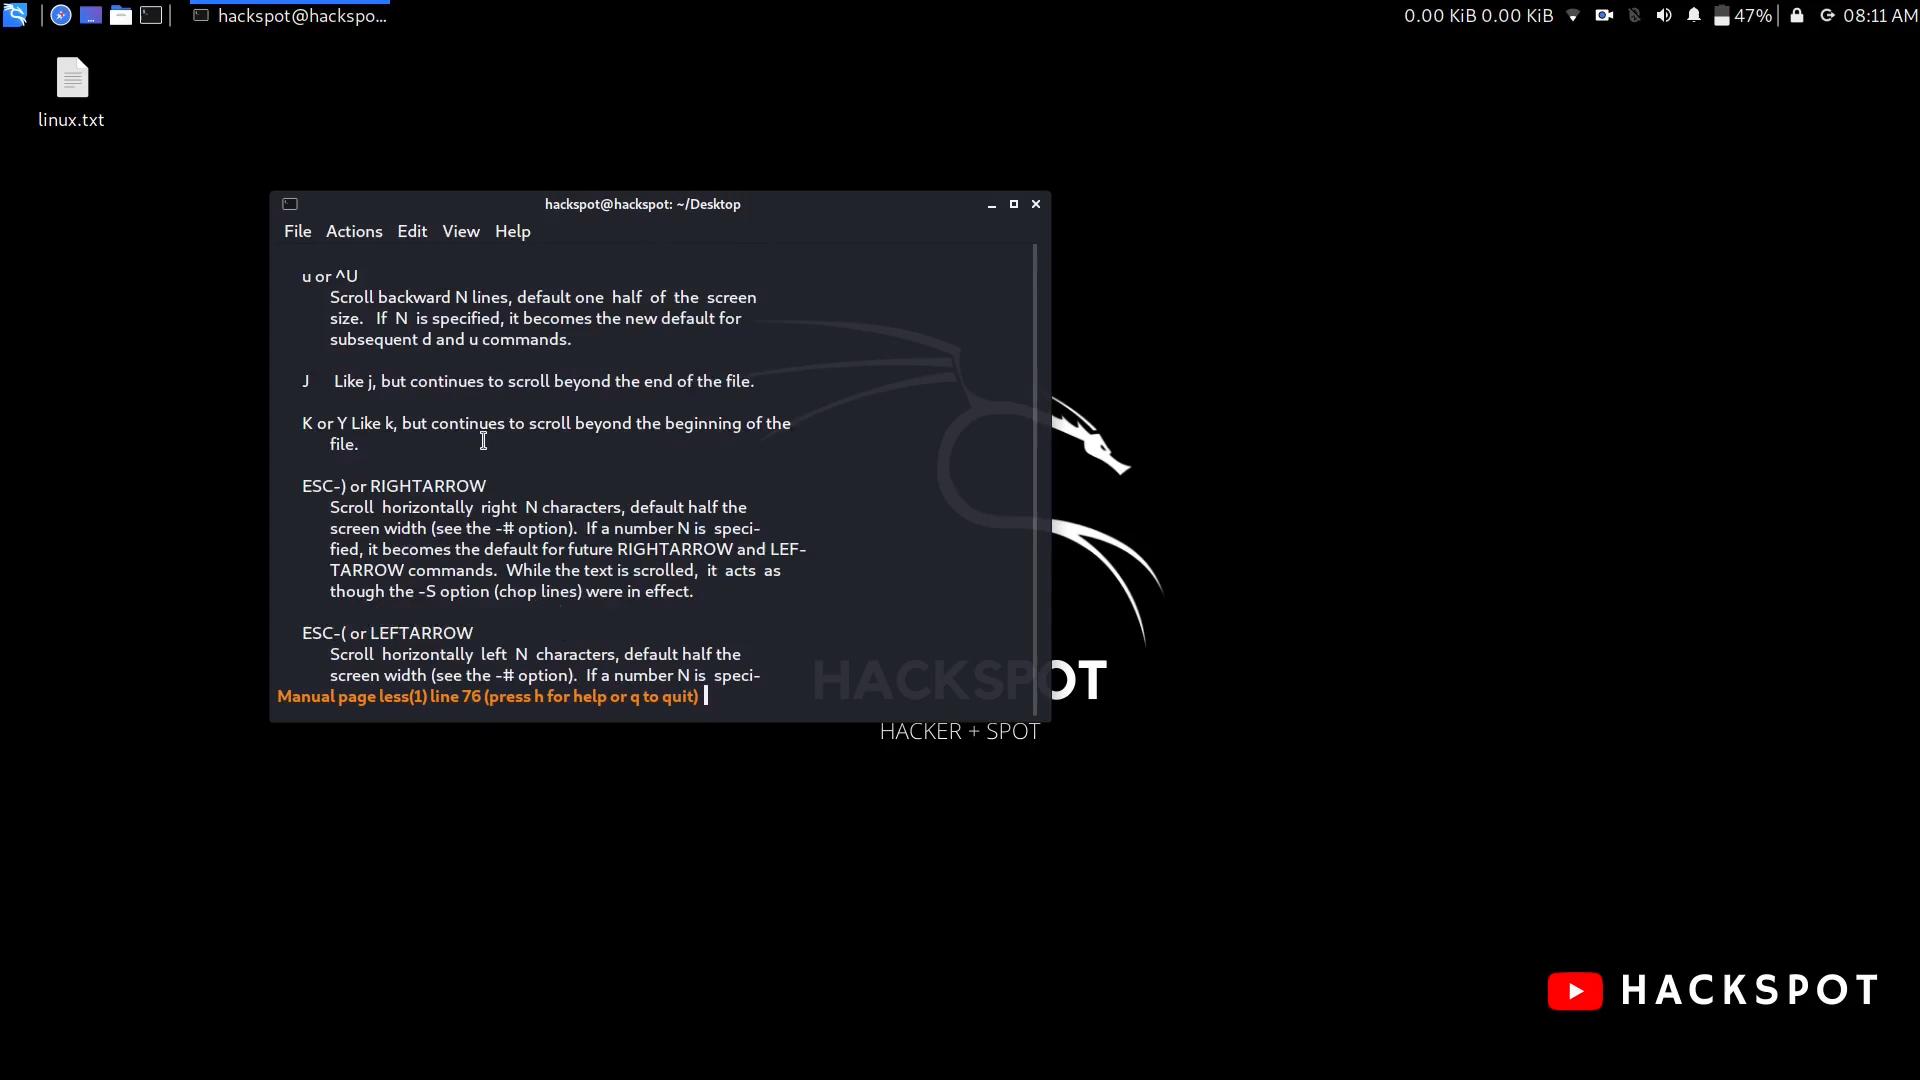 hackspot@hackspo...
0.00 KiB 0.00 KiB 47% 08:11 AM
linux.txt
hackspot@hackspot: ~/Desktop
File Actions Edit View Help
u or ^U
Scroll backward N lines, default one half of the screen
size. If N is specified, it becomes the new default for
subsequent d and u commands.
J Like j, but continues to scroll beyond the end of the file.
K or Y Like k, but continues to scroll beyond the beginning of the
file.
ESC-) or RIGHTARROW
Scroll horizontally right N characters, default half the
screen width (see the -# option). If a number N is speci-
fied, it becomes the default for future RIGHTARROW and LEF-
TARROW commands. While the text is scrolled, it acts as
though the -S option (chop lines) were in effect.
ESC-( or LEFTARROW
Scroll horizontally left N characters, default half the
screen width (see the -# option). If a number N is speci-
Manual page less(1) line 76 (press h for help or q to quit)
HACKSPOT
HACKER + SPOT
HACKSPOT